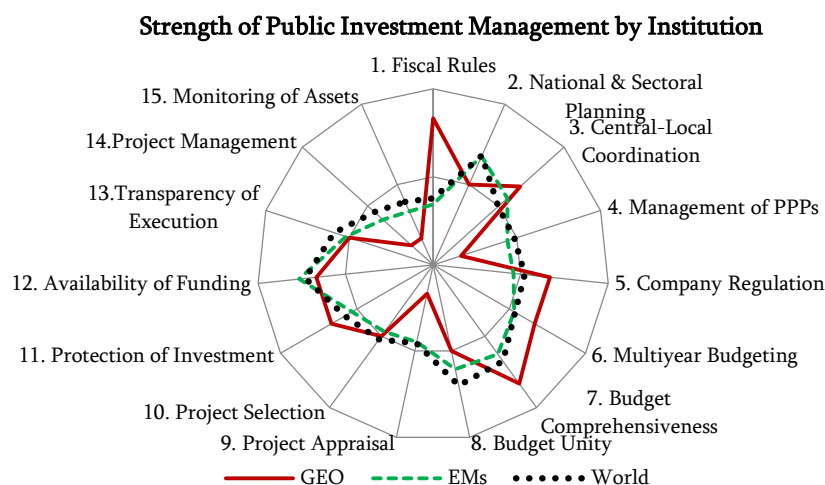 Strength of Public Investment Management by Institution
1. Fiscal Rules
2. National & Sectoral
Planning
3. Central-Local
Coordination
4. Management of PPPs
5. Company Regulation
6. Multiyear Budgeting
7. Budget
Comprehensiveness
8. Budget Unity
9. Project Appraisal
10. Project Selection
11. Protection of Investment
12. Availability of Funding
13.Transparency of
Execution
14.Project Management
15. Monitoring of Assets
GEO EMs World